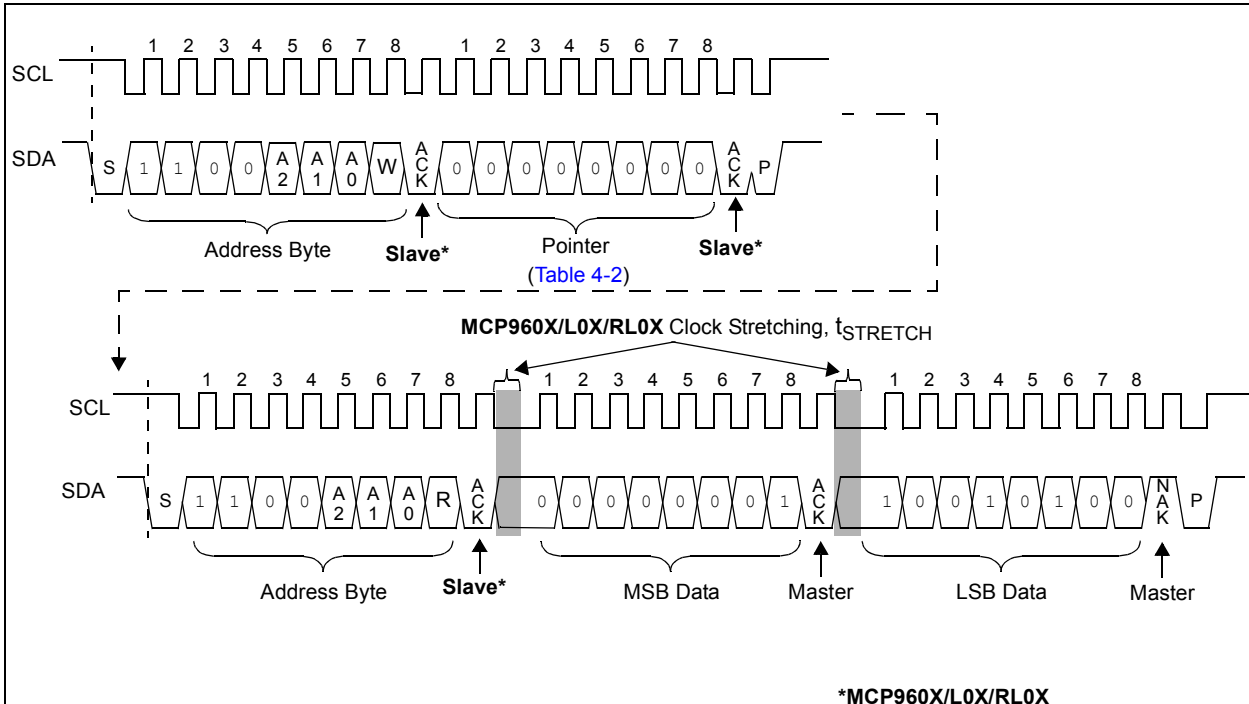 1 2 3 4 5 6 7 8 1 2 3 4 5 6 7 8
SCL
SDA S 1 1 0 0 A2 A1 A0 W ACK 0 0 0 0 0 0 0 0 ACK P
Address Byte Slave* Pointer Slave*
(Table 4-2)
MCP960X/L0X/RL0X Clock Stretching, tSTRETCH
1 2 3 4 5 6 7 8 1 2 3 4 5 6 7 8 1 2 3 4 5 6 7 8
SCL
SDA S 1 1 0 0 A2 A1 A0 R ACK 0 0 0 0 0 0 0 1 ACK 1 0 0 1 0 1 0 0 NAK P
Address Byte Slave* MSB Data Master LSB Data Master
*MCP960X/L0X/RL0X